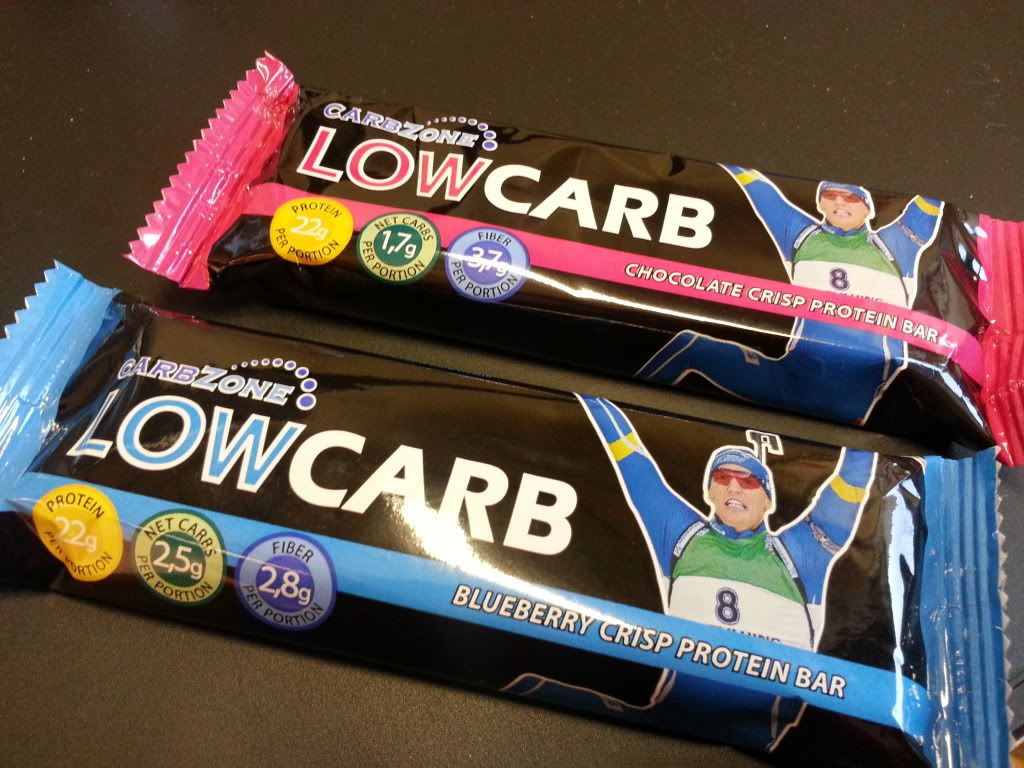 CARBZONE
LOWCARB
PROTEIN
22g
PER PORTION
NET CARBS
1,7g
PER PORTION
FIBER
3,7g
PER PORTION
CHOCOLATE CRISP PROTEIN BAR
8
CARBZONE
LOWCARB
PROTEIN
22g
PER PORTION
NET CARBS
2,5g
PER PORTION
FIBER
2,8g
PER PORTION
BLUEBERRY CRISP PROTEIN BAR
8